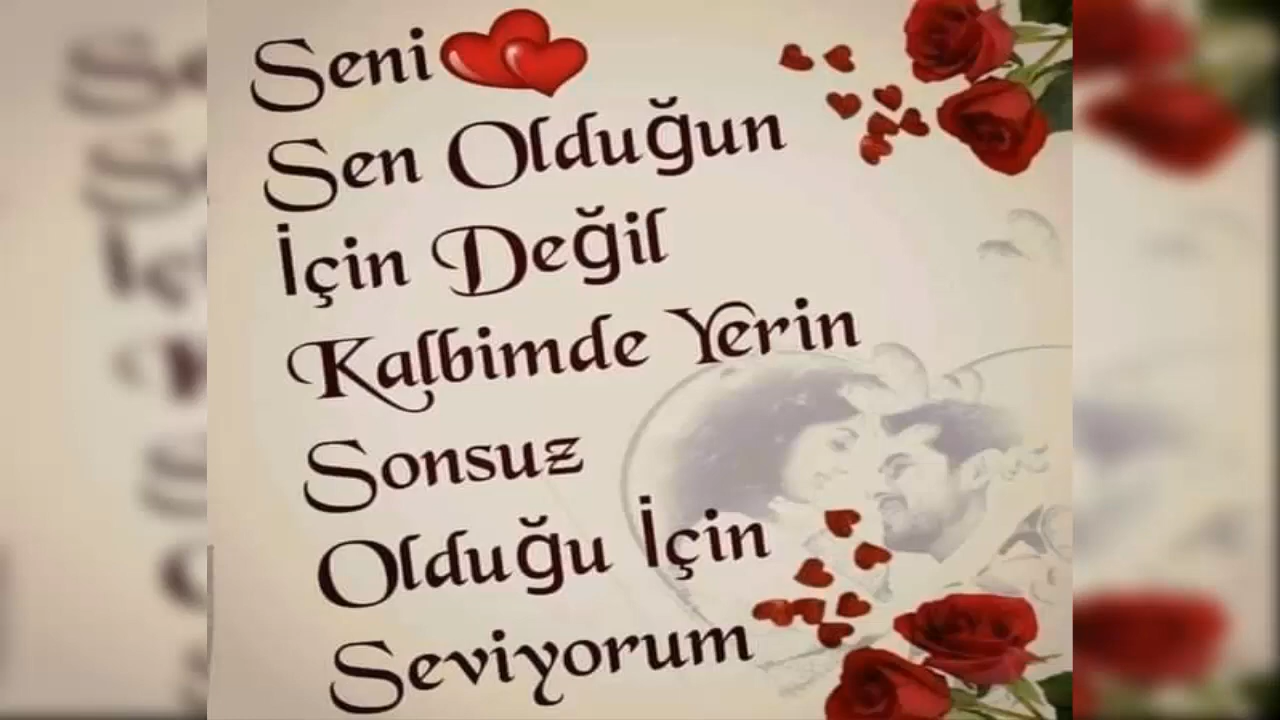 Seni
Sen Olduğun
İçin Değil
Kalbimde Yerin
Sonsuz
Olduğu İçin
Seviyorum